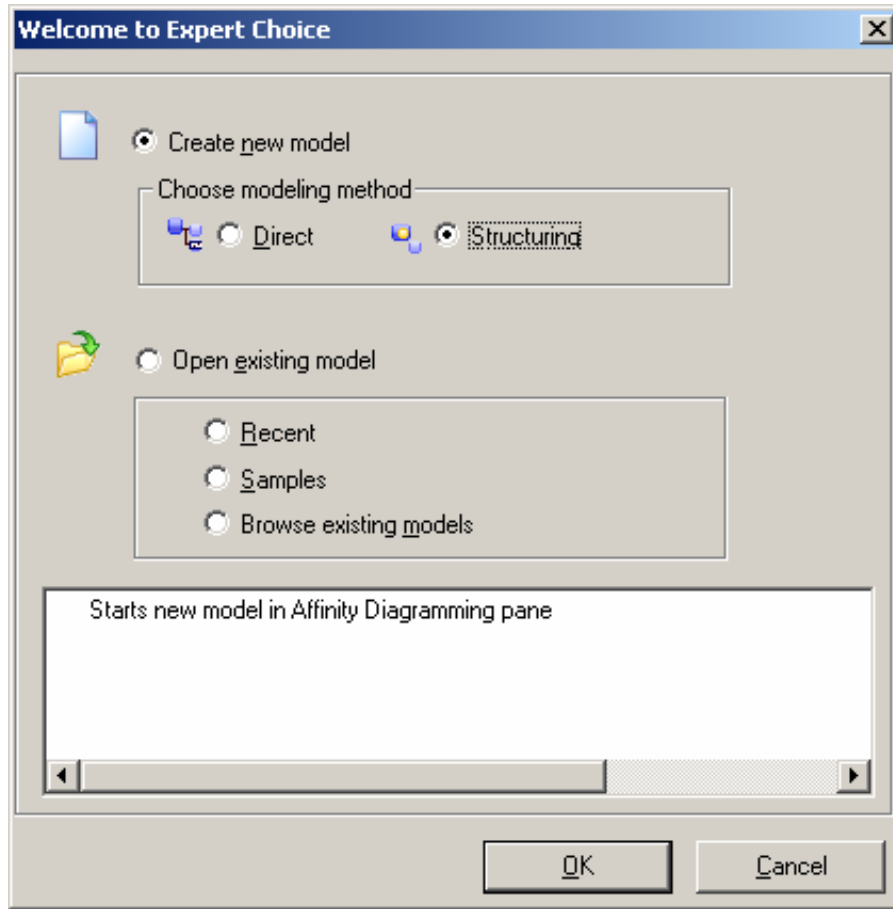 Welcome to Expert Choice
Create new model
Choose modeling method
Direct Structuring
Open existing model
Recent
Samples
Browse existing models
Starts new model in Affinity Diagramming pane
OK Cancel